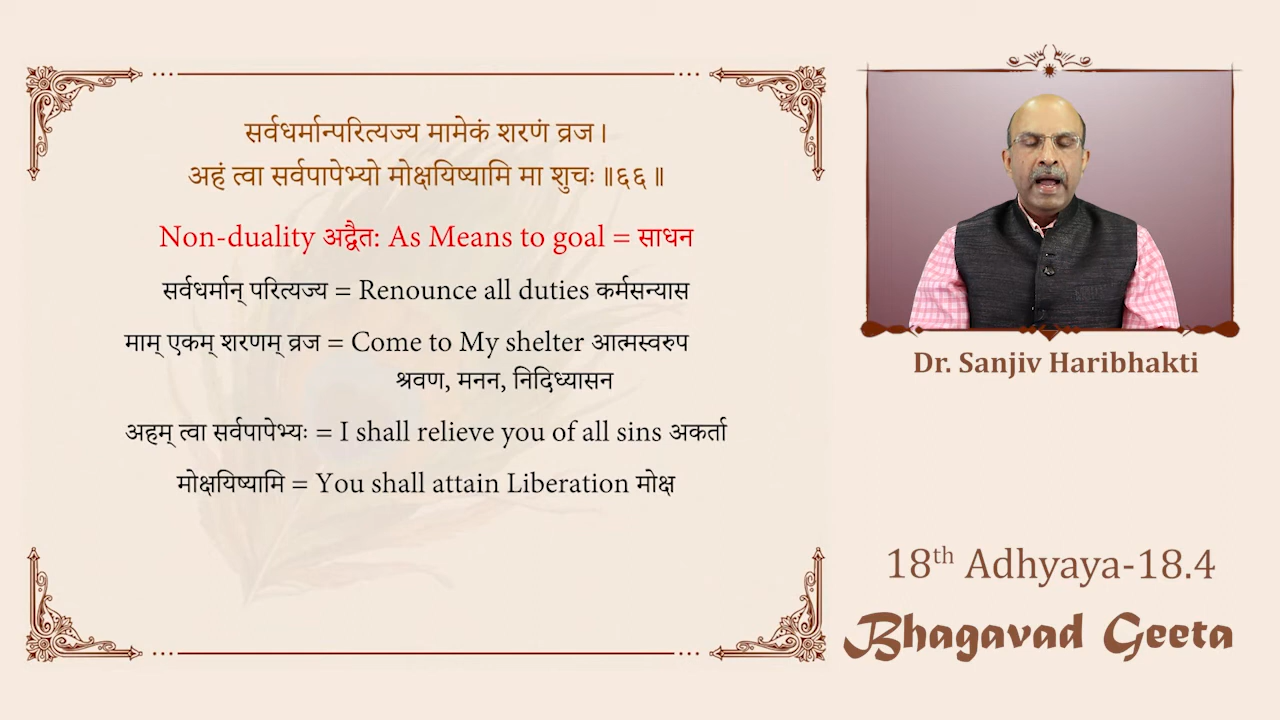 सर्वधर्मान्परित्यज्य मामेकं शरणं व्रज।
अहं त्वा सर्वपापेभ्यो मोक्षयिष्यामि मा शुचः॥६६॥
Non-duality अद्वैत: As Means to goal = साधन
सर्वधर्मान् परित्यज्य = Renounce all duties कर्मसन्यास
माम् एकम् शरणम् व्रज = Come to My shelter आत्मस्वरुप
श्रवण, मनन, निदिध्यासन
अहम् त्वा सर्वपापेभ्यः = I shall relieve you of all sins अकर्ता
मोक्षयिष्यामि = You shall attain Liberation मोक्ष
Dr. Sanjiv Haribhakti
18th Adhyaya-18.4
Bhagavad Geeta